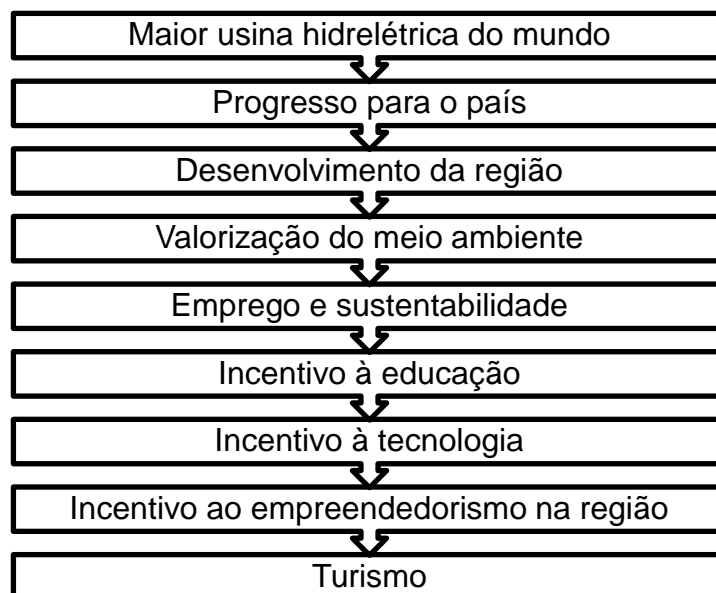 Maior usina hidrelétrica do mundo
Progresso para o país
Desenvolvimento da região
Valorização do meio ambiente
Emprego e sustentabilidade
Incentivo à educação
Incentivo à tecnologia
Incentivo ao empreendedorismo na região
Turismo